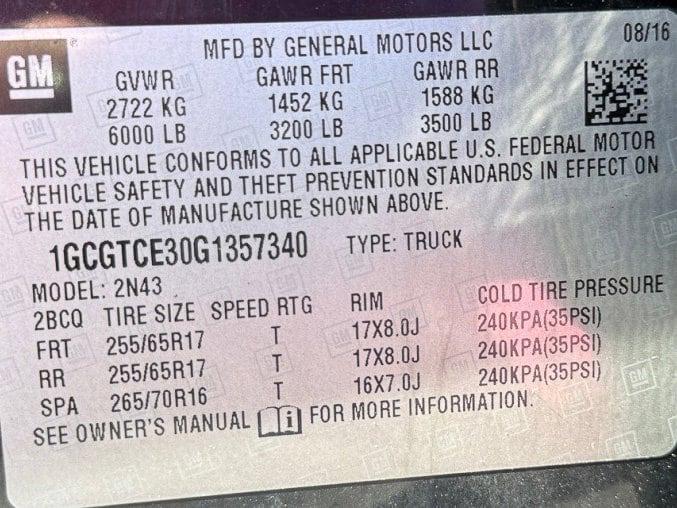 GM
MFD BY GENERAL MOTORS LLC 08/16
GVWR GAWR FRT GAWR RR
2722 KG 1452 KG 1588 KG
6000 LB 3200 LB 3500 LB
THIS VEHICLE CONFORMS TO ALL APPLICABLE U.S. FEDERAL MOTOR
VEHICLE SAFETY AND THEFT PREVENTION STANDARDS IN EFFECT ON
THE DATE OF MANUFACTURE SHOWN ABOVE.
1GCGTCE30G1357340 TYPE: TRUCK
MODEL: 2N43
2BCQ TIRE SIZE SPEED RTG RIM COLD TIRE PRESSURE
FRT 255/65R17 T 17X8.0J 240KPA(35PSI)
RR 255/65R17 T 17X8.0J 240KPA(35PSI)
SPA 265/70R16 T 16X7.0J 240KPA(35PSI)
SEE OWNER'S MANUAL i FOR MORE INFORMATION.